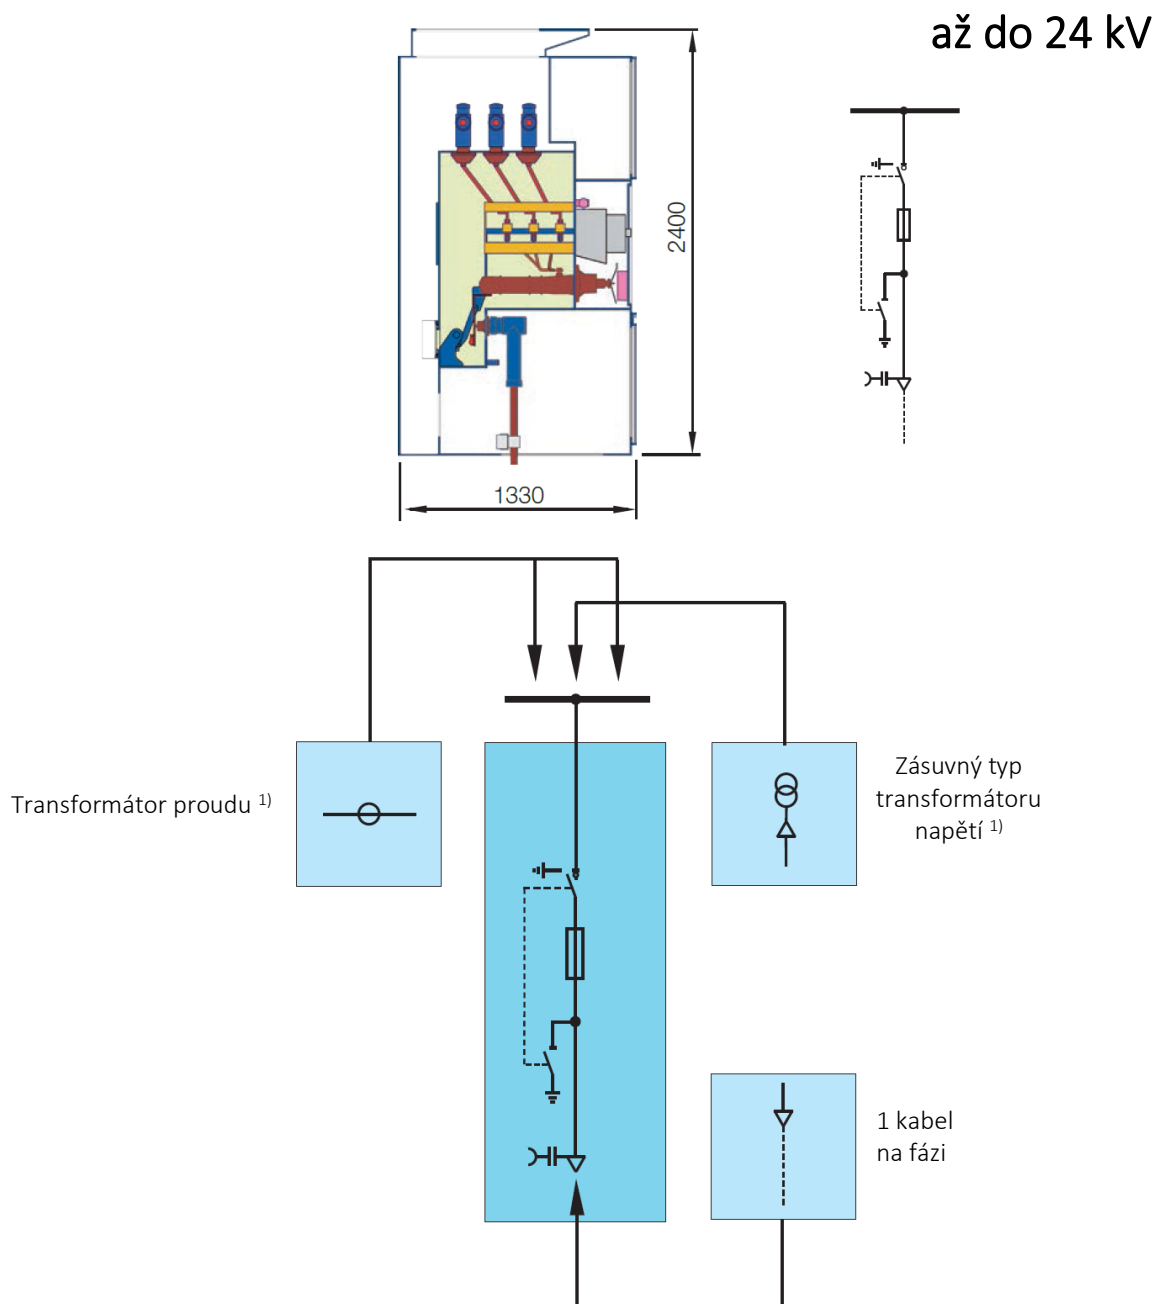 až do 24 kV
2400
1330
Transformátor proudu ¹⁾
Zásuvný typ
transformátoru
napětí ¹⁾
1 kabel
na fázi